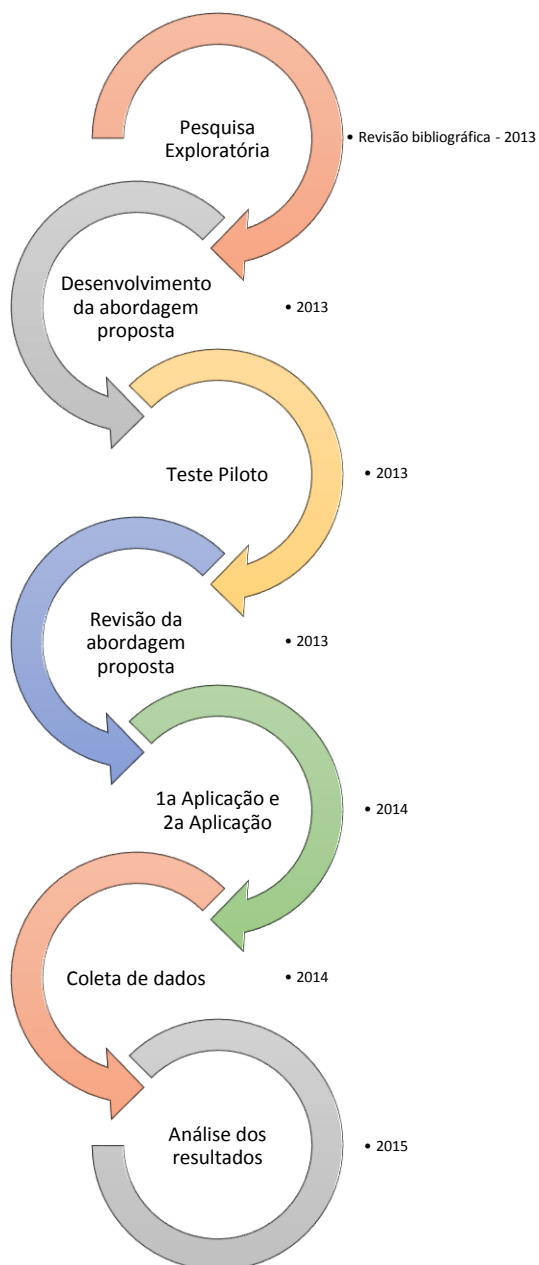 Pesquisa
Exploratória
• Revisão bibliográfica - 2013
Desenvolvimento
da abordagem
proposta
• 2013
Teste Piloto
• 2013
Revisão da
abordagem
proposta
• 2013
1a Aplicação e
2a Aplicação
• 2014
Coleta de dados
• 2014
Análise dos
resultados
• 2015